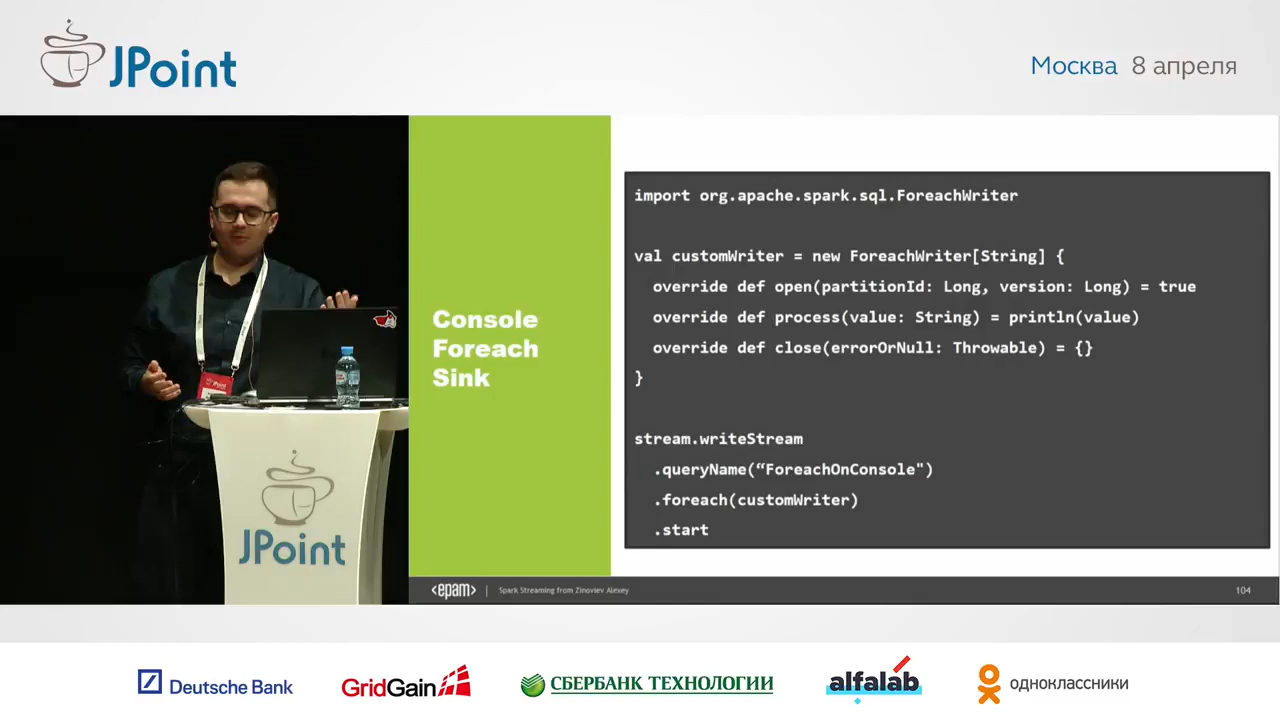 JPoint
Москва 8 апреля
Console
Foreach
Sink
import org.apache.spark.sql.ForeachWriter
val customWriter = new ForeachWriter[String] {
override def open(partitionId: Long, version: Long) = true
override def process(value: String) = println(value)
override def close(errorOrNull: Throwable) = {}
}
stream.writeStream
.queryName(“ForeachOnConsole")
.foreach(customWriter)
.start
JPoint
<epam> | Spark Streaming from Zinoviev Alexey
104
Deutsche Bank
GridGain
СБЕРБАНК ТЕХНОЛОГИИ
alfalab
одноклассники